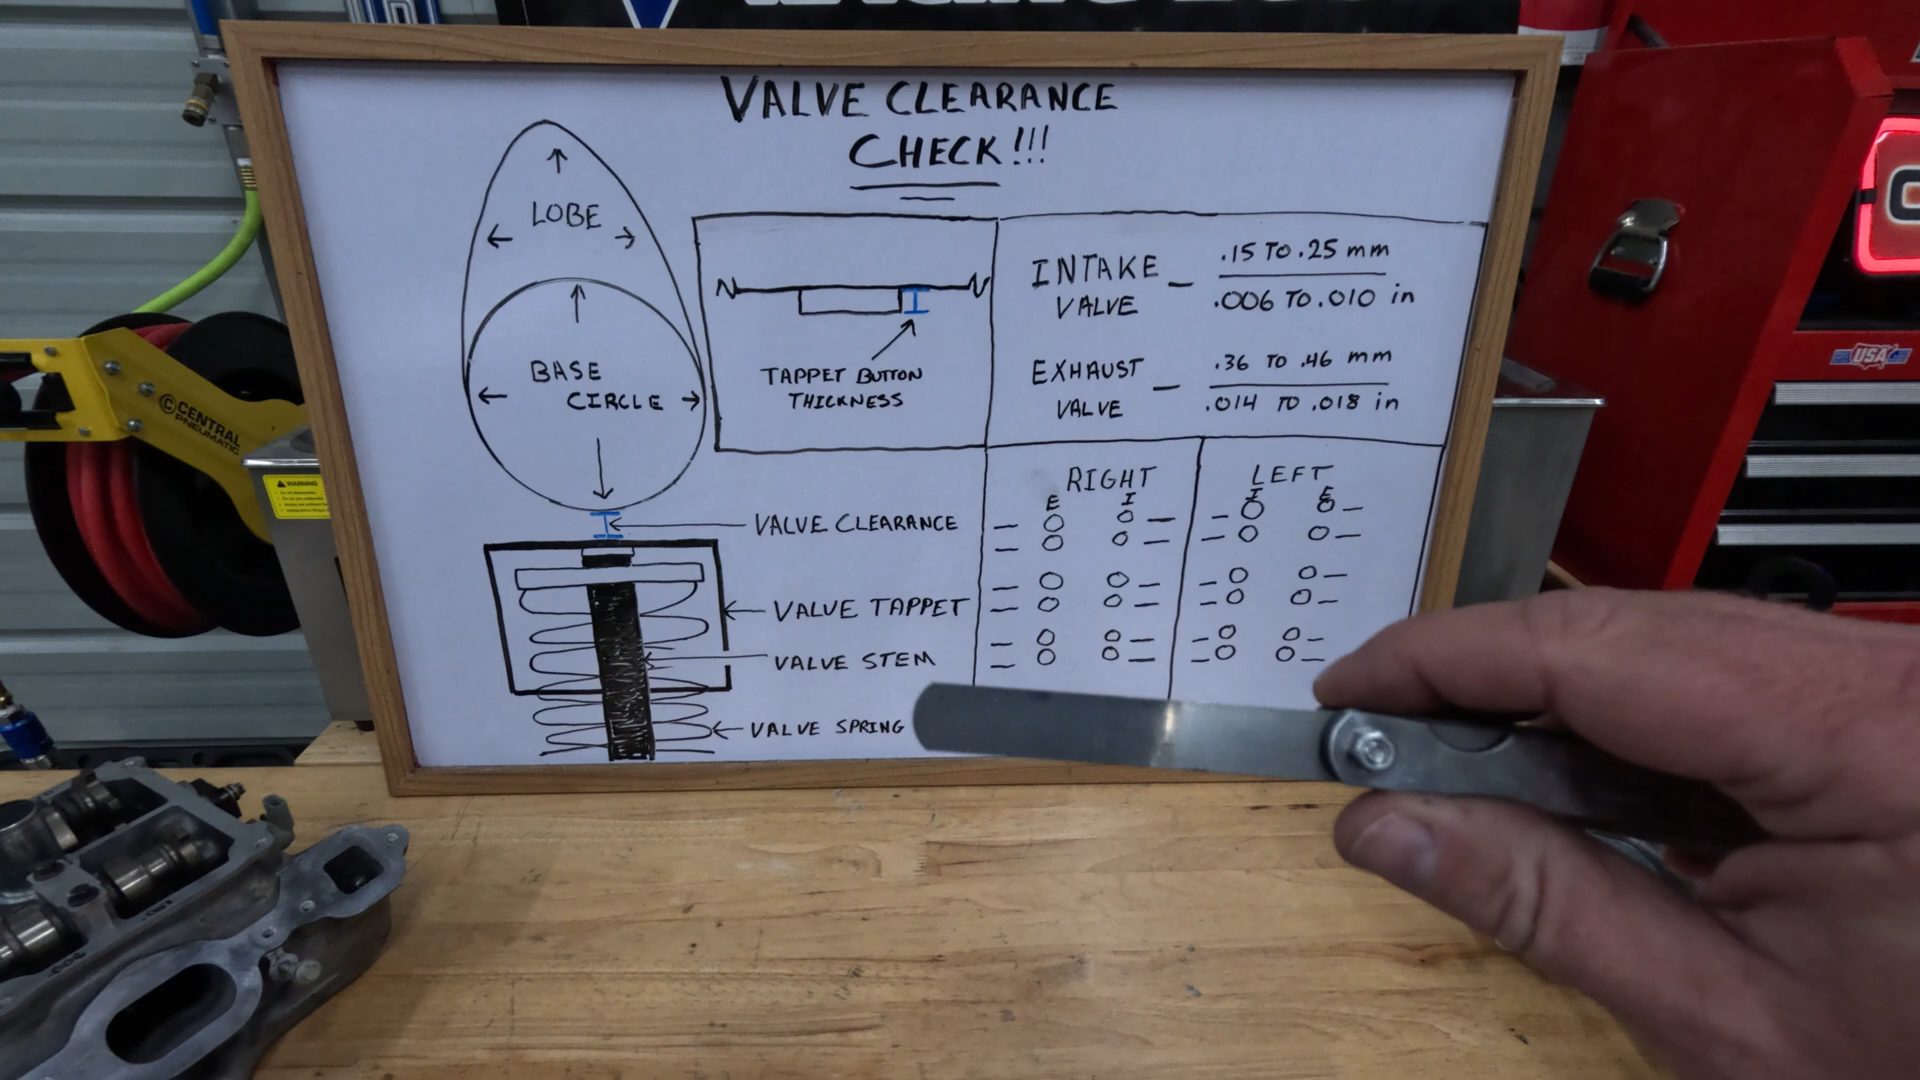 VALVE CLEARANCE
CHECK!!!
LOBE
BASE
CIRCLE
TAPPET BUTTON
THICKNESS
INTAKE
VALVE
.15 TO .25 mm
.006 TO .010 in
EXHAUST
VALVE
.36 TO .46 mm
.014 TO .018 in
RIGHT
E I
LEFT
I E
VALVE CLEARANCE
VALVE TAPPET
VALVE STEM
VALVE SPRING
CENTRAL
PNEUMATIC
WARNING
USA